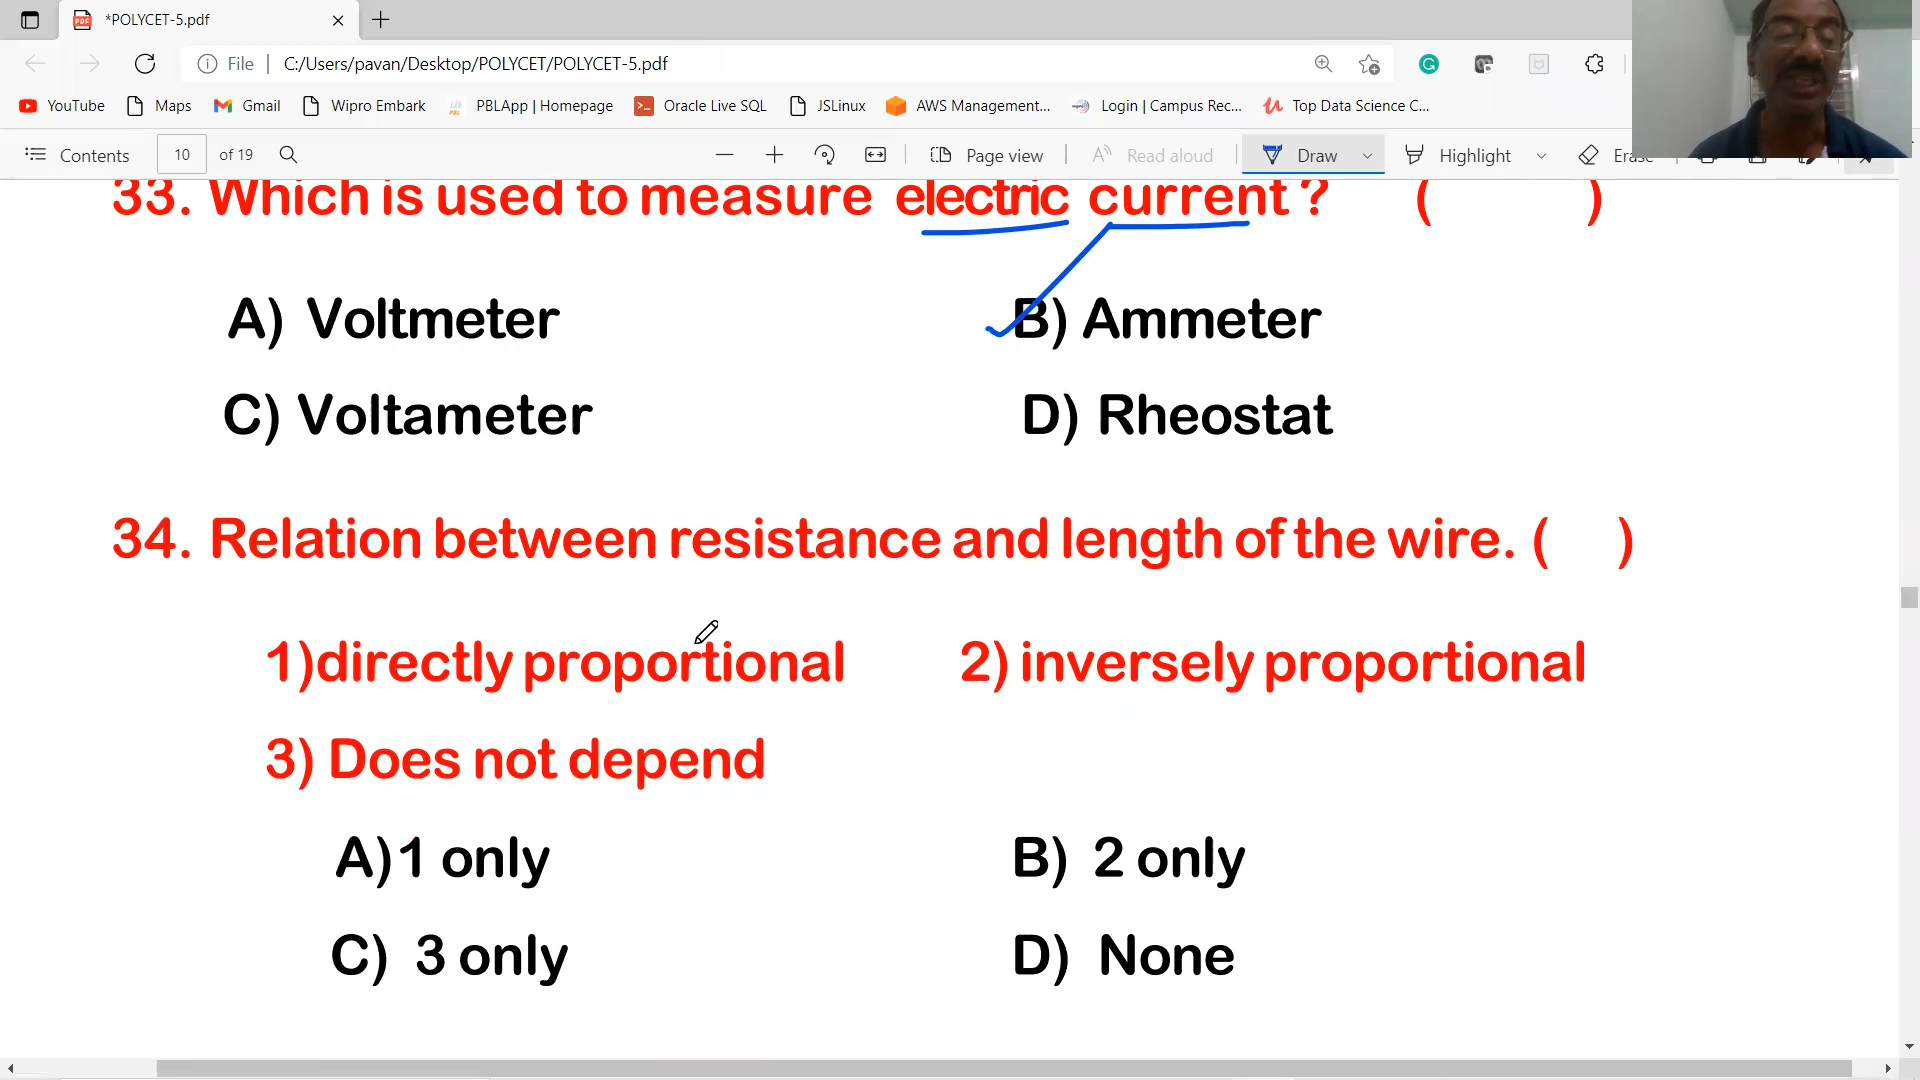 *POLYCET-5.pdf
File C:/Users/pavan/Desktop/POLYCET/POLYCET-5.pdf
YouTube Maps Gmail Wipro Embark PBLApp | Homepage Oracle Live SQL JSLinux AWS Management... Login | Campus Rec... Top Data Science C...
Contents 10 of 19 Page view Read aloud Draw Highlight Erase
33. Which is used to measure electric current ? ( )
A) Voltmeter B) Ammeter
C) Voltameter D) Rheostat
34. Relation between resistance and length of the wire. ( )
1)directly proportional 2) inversely proportional
3) Does not depend
A)1 only B) 2 only
C) 3 only D) None